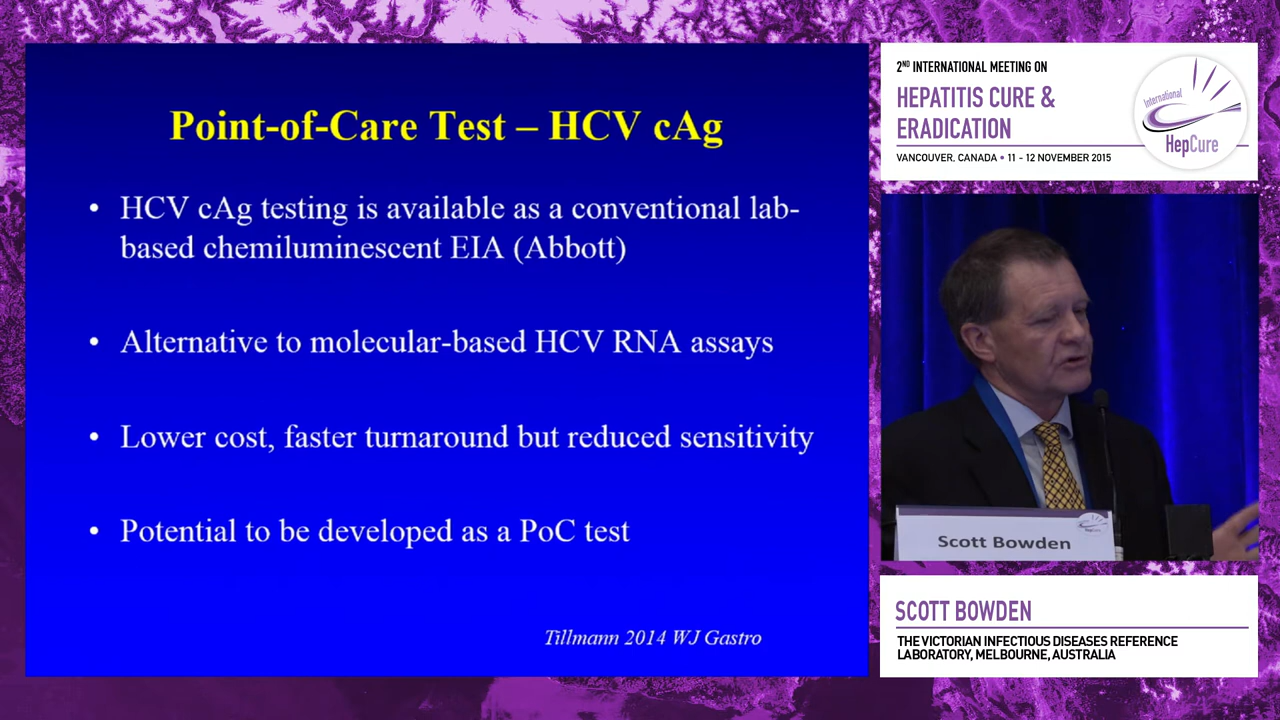 Point-of-Care Test – HCV cAg
• HCV cAg testing is available as a conventional lab-
based chemiluminescent EIA (Abbott)
• Alternative to molecular-based HCV RNA assays
• Lower cost, faster turnaround but reduced sensitivity
• Potential to be developed as a PoC test
Tillmann 2014 WJ Gastro
2ND INTERNATIONAL MEETING ON
HEPATITIS CURE &
ERADICATION
VANCOUVER, CANADA • 11 - 12 NOVEMBER 2015
International
HepCure
Scott Bowden
SCOTT BOWDEN
THE VICTORIAN INFECTIOUS DISEASES REFERENCE
LABORATORY, MELBOURNE, AUSTRALIA